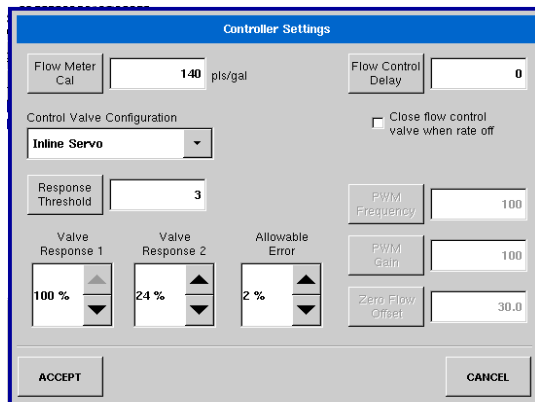 Controller Settings
Flow Meter
Cal
140
pls/gal
Flow Control
Delay
0
Control Valve Configuration
Inline Servo
Close flow control
valve when rate off
Response
Threshold
3
PWM
Frequency
100
Valve
Response 1
Valve
Response 2
Allowable
Error
100 %
24 %
2 %
PWM
Gain
100
Zero Flow
Offset
30.0
ACCEPT
CANCEL